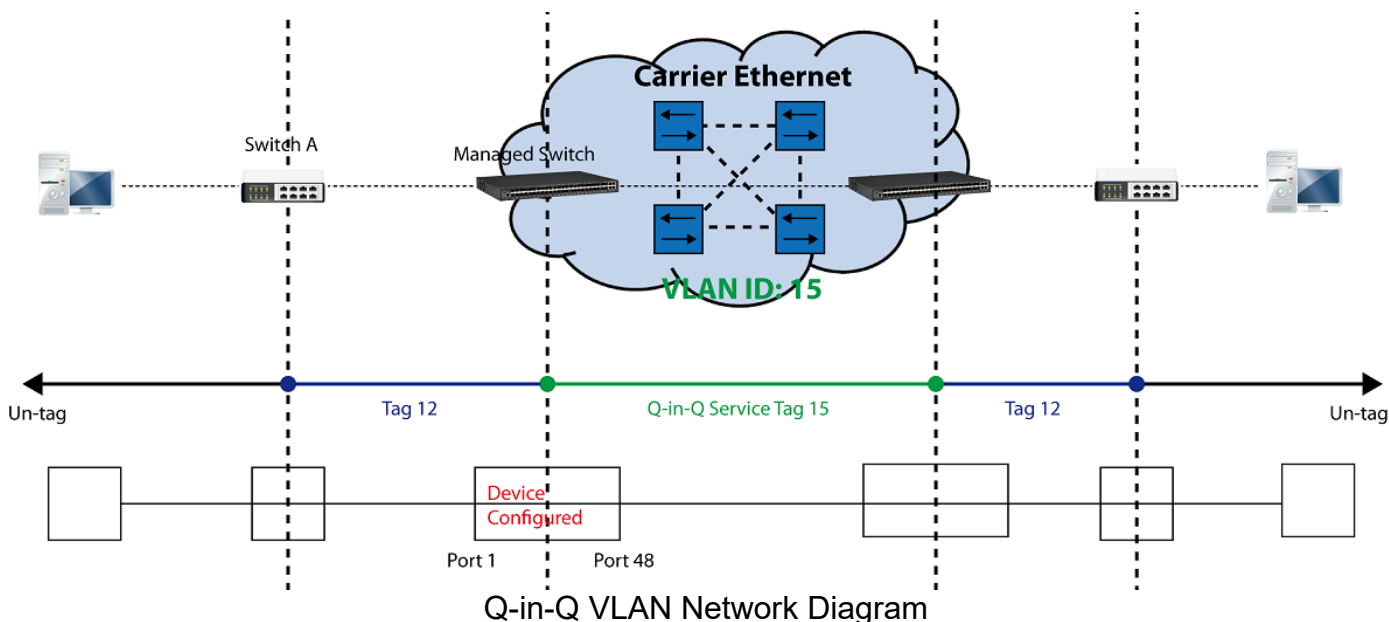 Carrier Ethernet
Switch A
Managed Switch
VLAN ID: 15
Un-tag
Tag 12
Q-in-Q Service Tag 15
Tag 12
Un-tag
Device
Configured
Port 1
Port 48
Q-in-Q VLAN Network Diagram